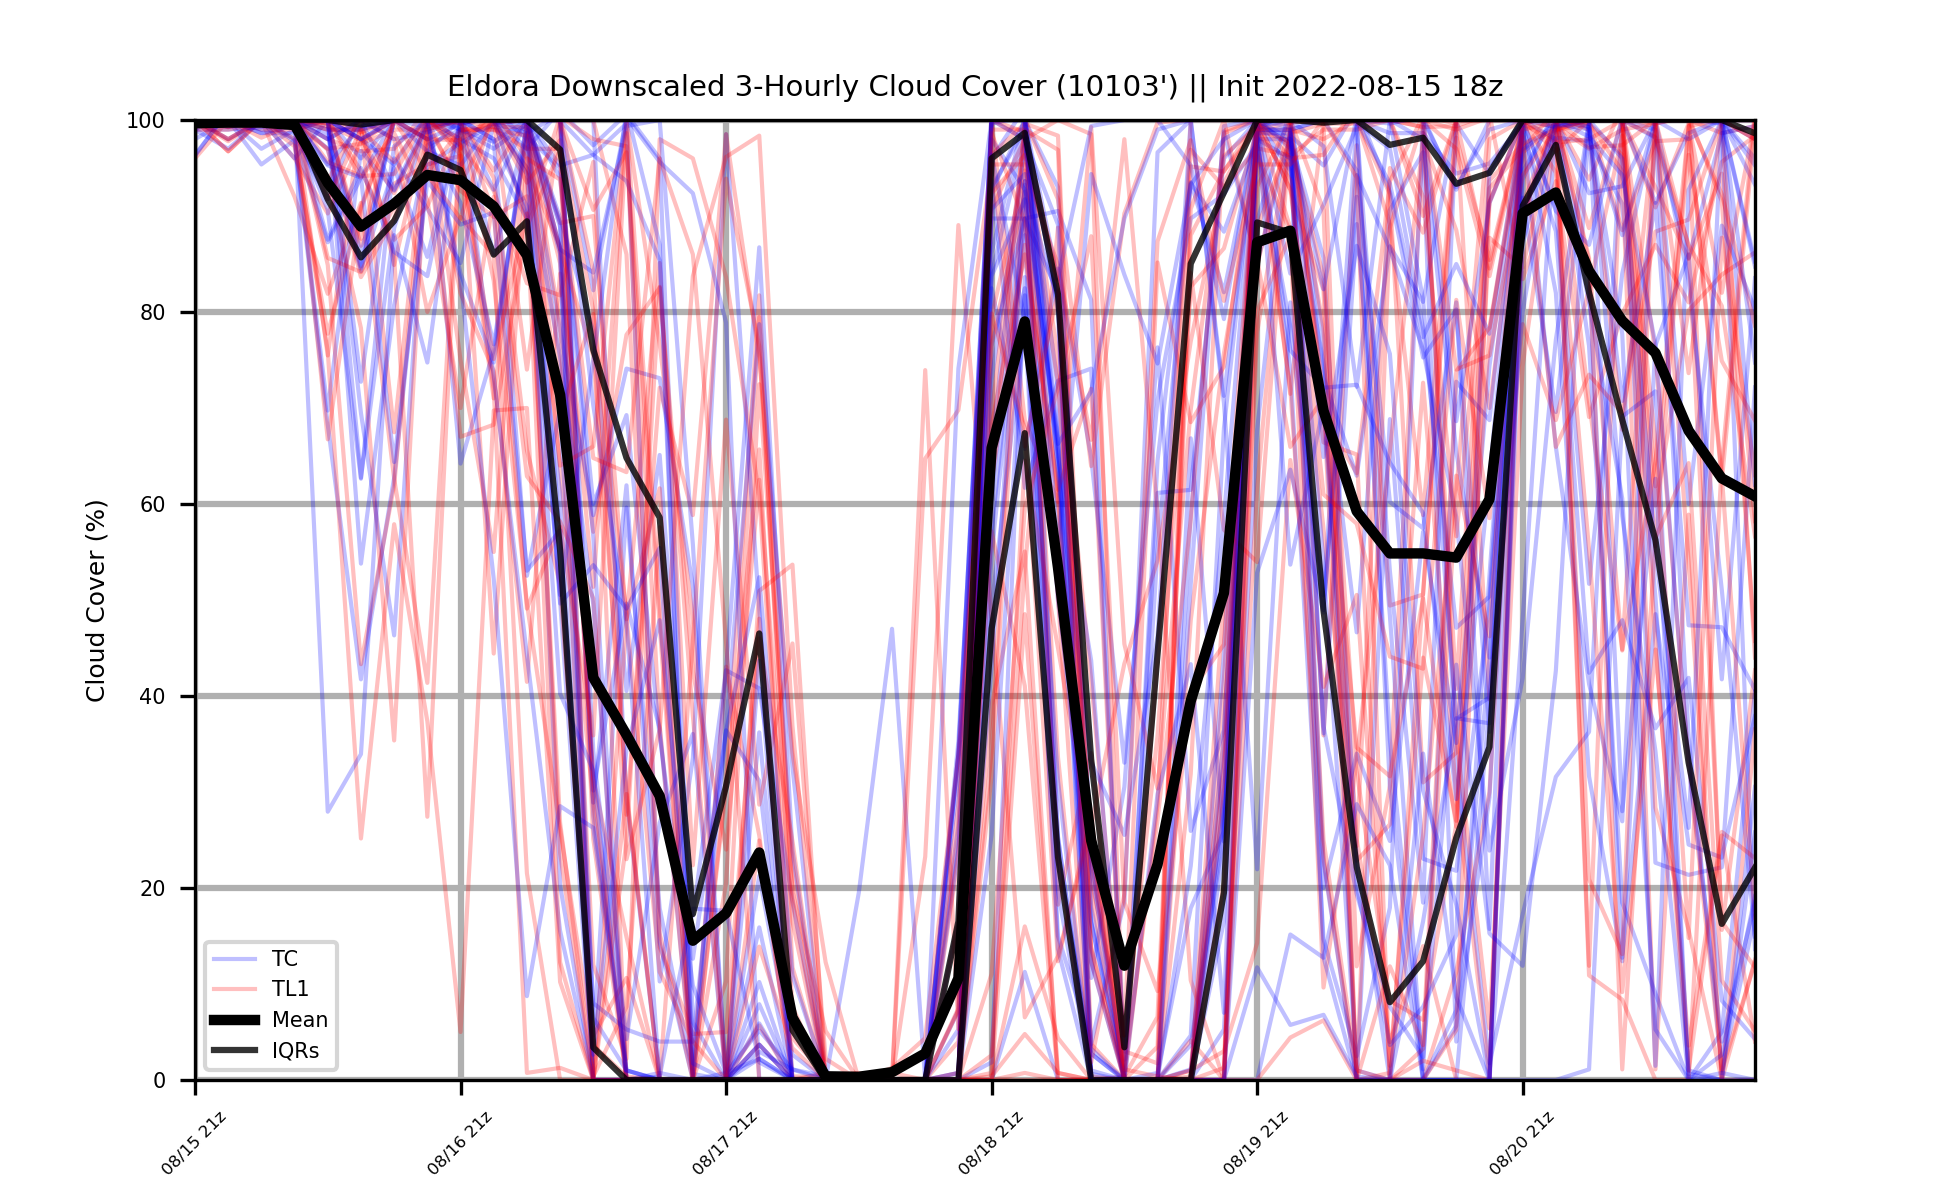 Eldora Downscaled 3-Hourly Cloud Cover (10103') || Init 2022-08-15 18z
Cloud Cover (%)
100
80
60
40
20
0
TC
TL1
Mean
IQRs
08/15 21z
08/16 21z
08/17 21z
08/18 21z
08/19 21z
08/20 21z